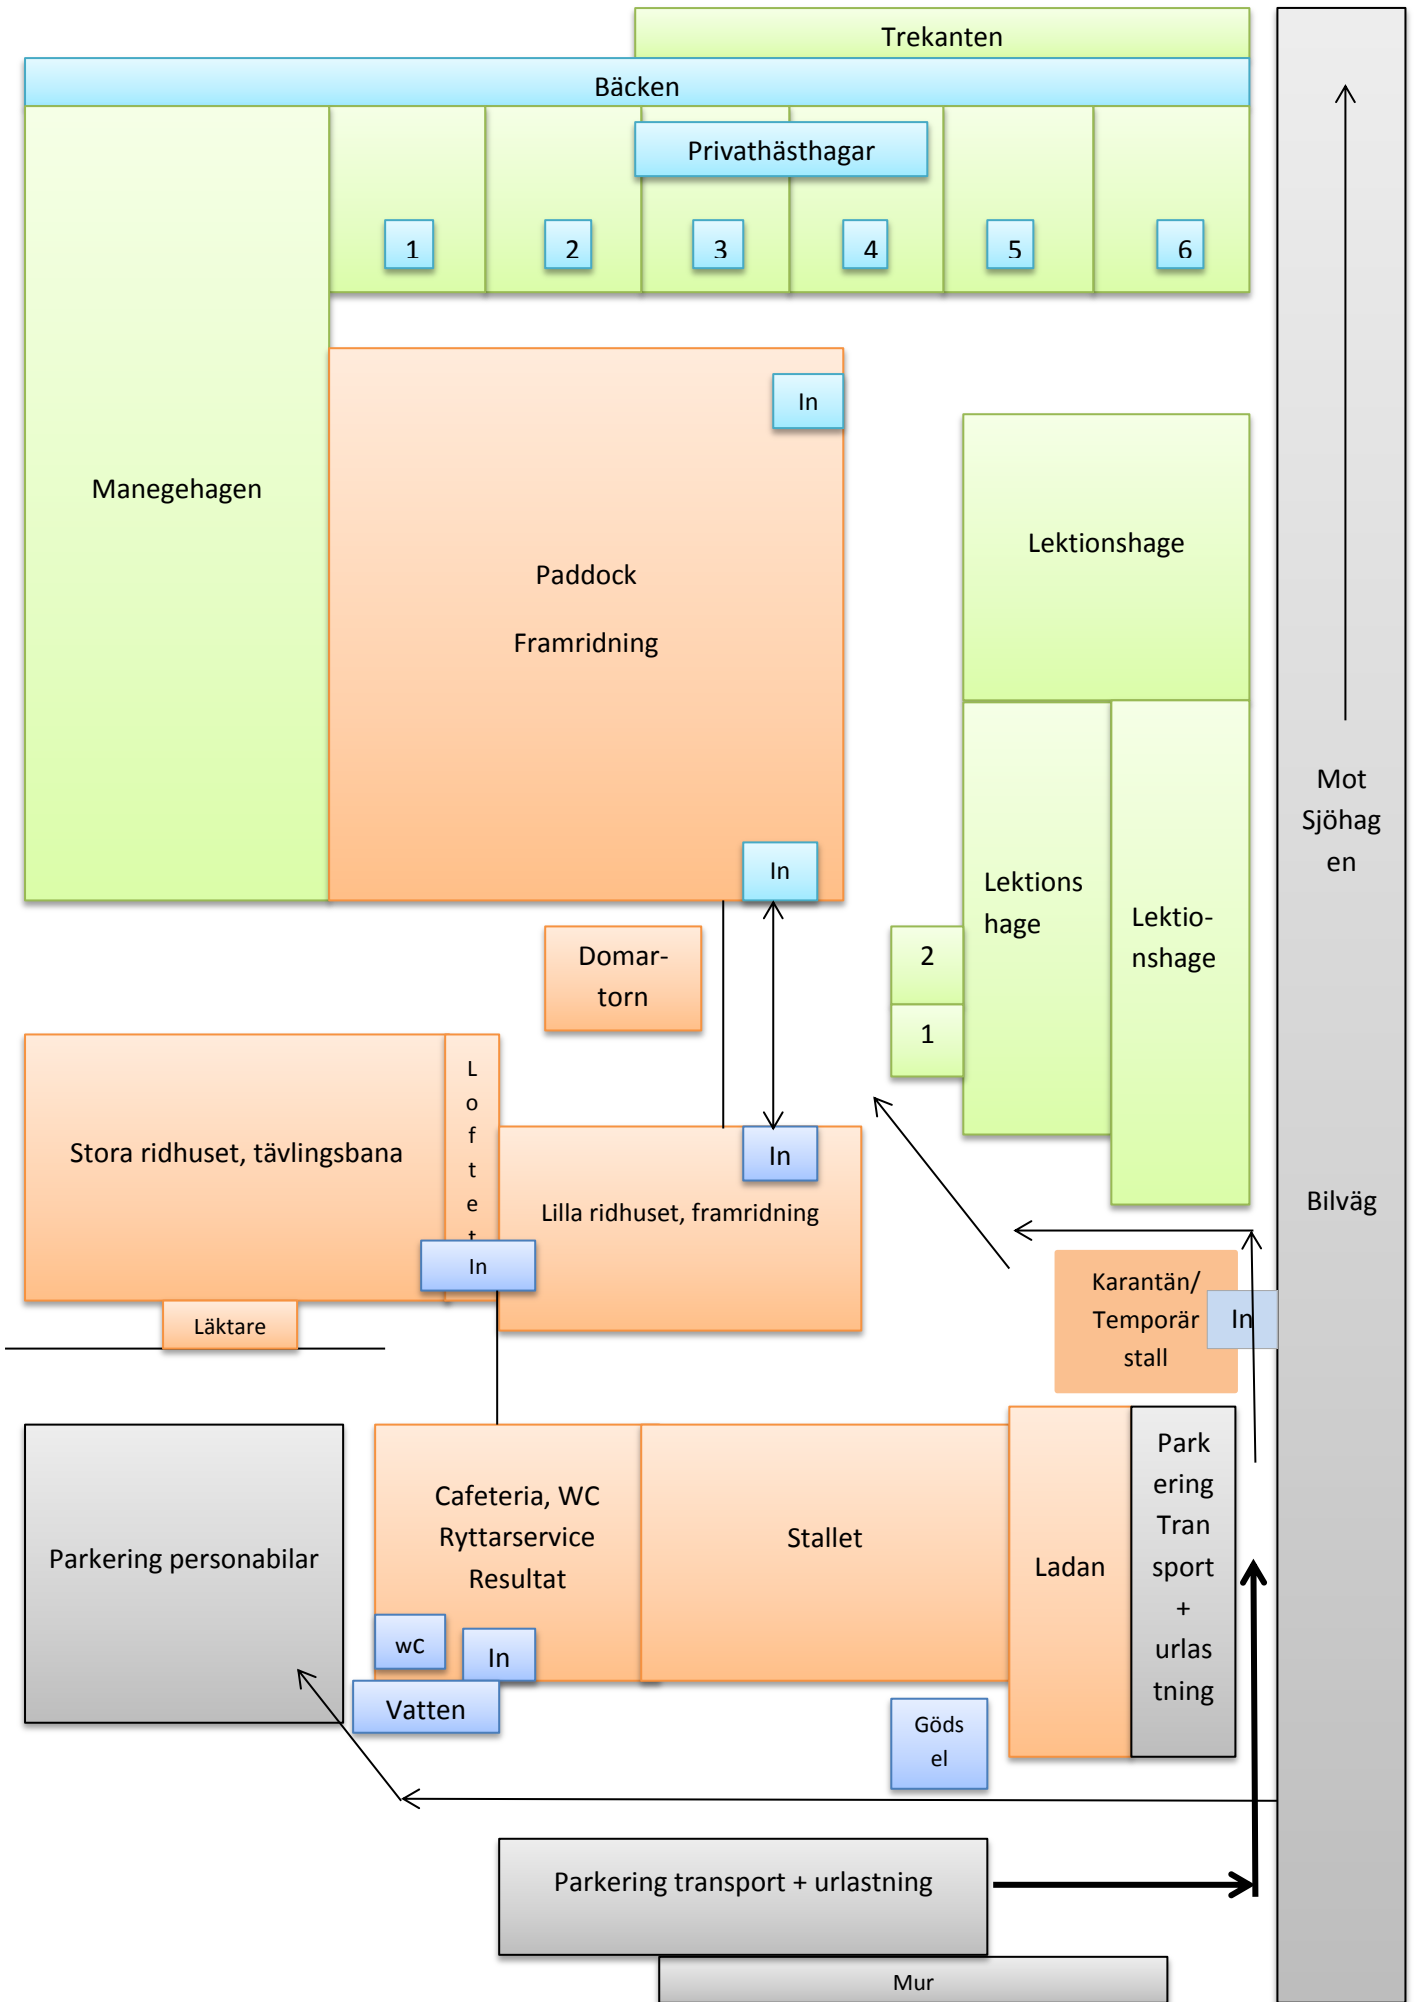 Trekanten
Bäcken
Privathästhagar
1
2
3
4
5
6
In
Manegehagen
Paddock
Framridning
Lektionshage
In
Lektions
hage
Lektio-
nshage
Mot
Sjöhag
en
Domar-
torn
2
1
Stora ridhuset, tävlingsbana
L
o
f
t
e
t
In
In
Lilla ridhuset, framridning
Bilväg
Läktare
Karantän/
Temporär
stall
In
Parkering personabilar
Cafeteria, WC
Ryttarservice
Resultat
wc
In
Vatten
Stallet
Ladan
Park
ering
Tran
sport
+
urlas
tning
Göds
el
Parkering transport + urlastning
Mur